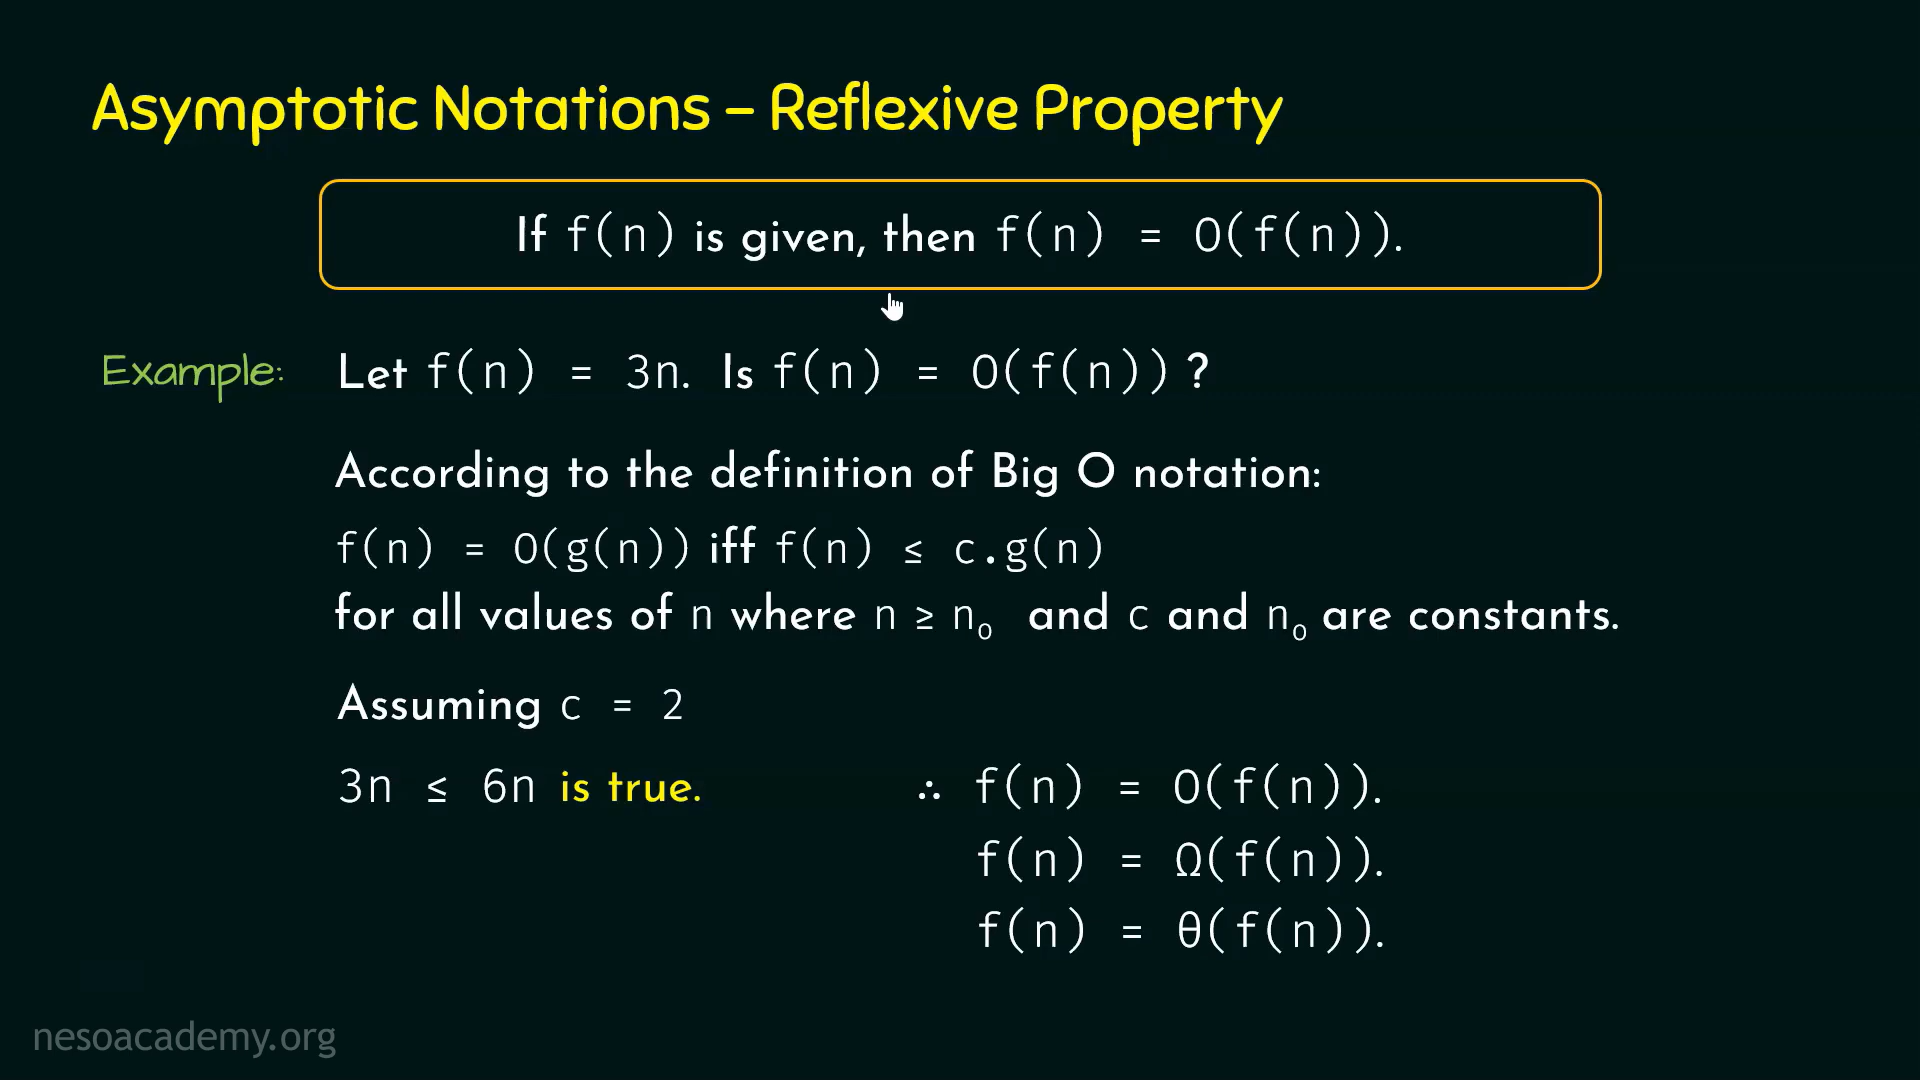 Asymptotic Notations – Reflexive Property
If f(n) is given, then f(n) = O(f(n)).
Example: Let f(n) = 3n. Is f(n) = O(f(n))?
According to the definition of Big O notation:
f(n) = O(g(n)) iff f(n) ≤ c.g(n)
for all values of n where n ≥ n₀ and c and n₀ are constants.
Assuming c = 2
3n ≤ 6n is true. ∴ f(n) = O(f(n)).
f(n) = Ω(f(n)).
f(n) = θ(f(n)).
nesoacademy.org